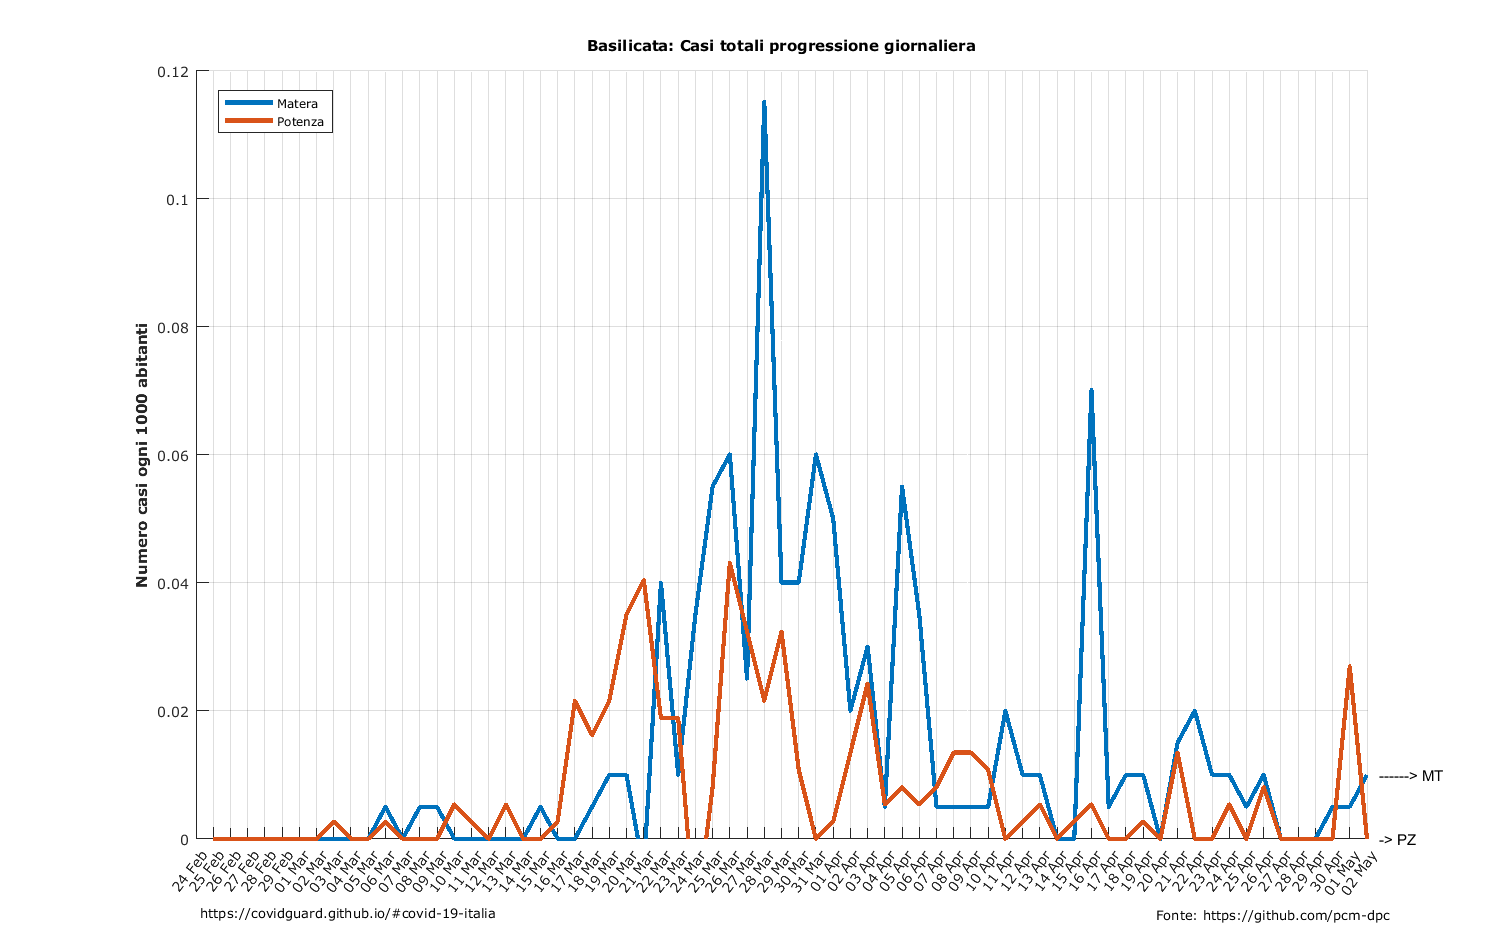 Basilicata: Casi totali progressione giornaliera
Matera
Potenza
Numero casi ogni 1000 abitanti
0.12
0.1
0.08
0.06
0.04
0.02
0
------> MT
-> PZ
24 Feb
25 Feb
26 Feb
27 Feb
28 Feb
29 Feb
01 Mar
02 Mar
03 Mar
04 Mar
05 Mar
06 Mar
07 Mar
08 Mar
09 Mar
10 Mar
11 Mar
12 Mar
13 Mar
14 Mar
15 Mar
16 Mar
17 Mar
18 Mar
19 Mar
20 Mar
21 Mar
22 Mar
23 Mar
24 Mar
25 Mar
26 Mar
27 Mar
28 Mar
29 Mar
30 Mar
31 Mar
01 Apr
02 Apr
03 Apr
04 Apr
05 Apr
06 Apr
07 Apr
08 Apr
09 Apr
10 Apr
11 Apr
12 Apr
13 Apr
14 Apr
15 Apr
16 Apr
17 Apr
18 Apr
19 Apr
20 Apr
21 Apr
22 Apr
23 Apr
24 Apr
25 Apr
26 Apr
27 Apr
28 Apr
29 Apr
30 Apr
01 May
02 May
https://covidguard.github.io/#covid-19-italia
Fonte: https://github.com/pcm-dpc